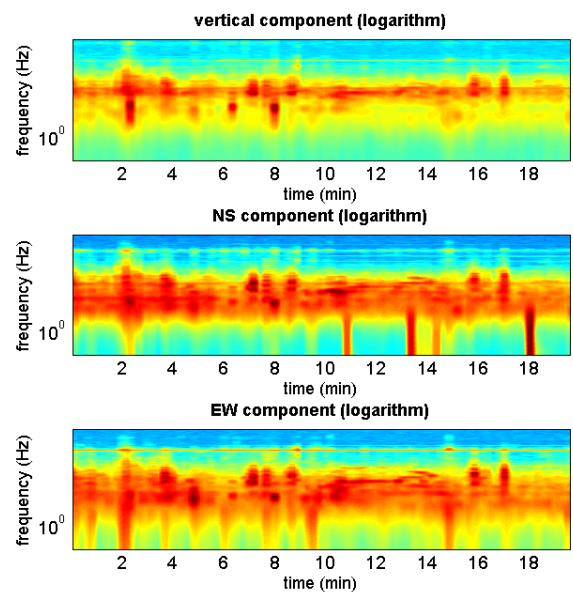 vertical component (logarithm)
frequency (Hz)
10^0
2 4 6 8 10 12 14 16 18
time (min)
NS component (logarithm)
frequency (Hz)
10^0
2 4 6 8 10 12 14 16 18
time (min)
EW component (logarithm)
frequency (Hz)
10^0
2 4 6 8 10 12 14 16 18
time (min)